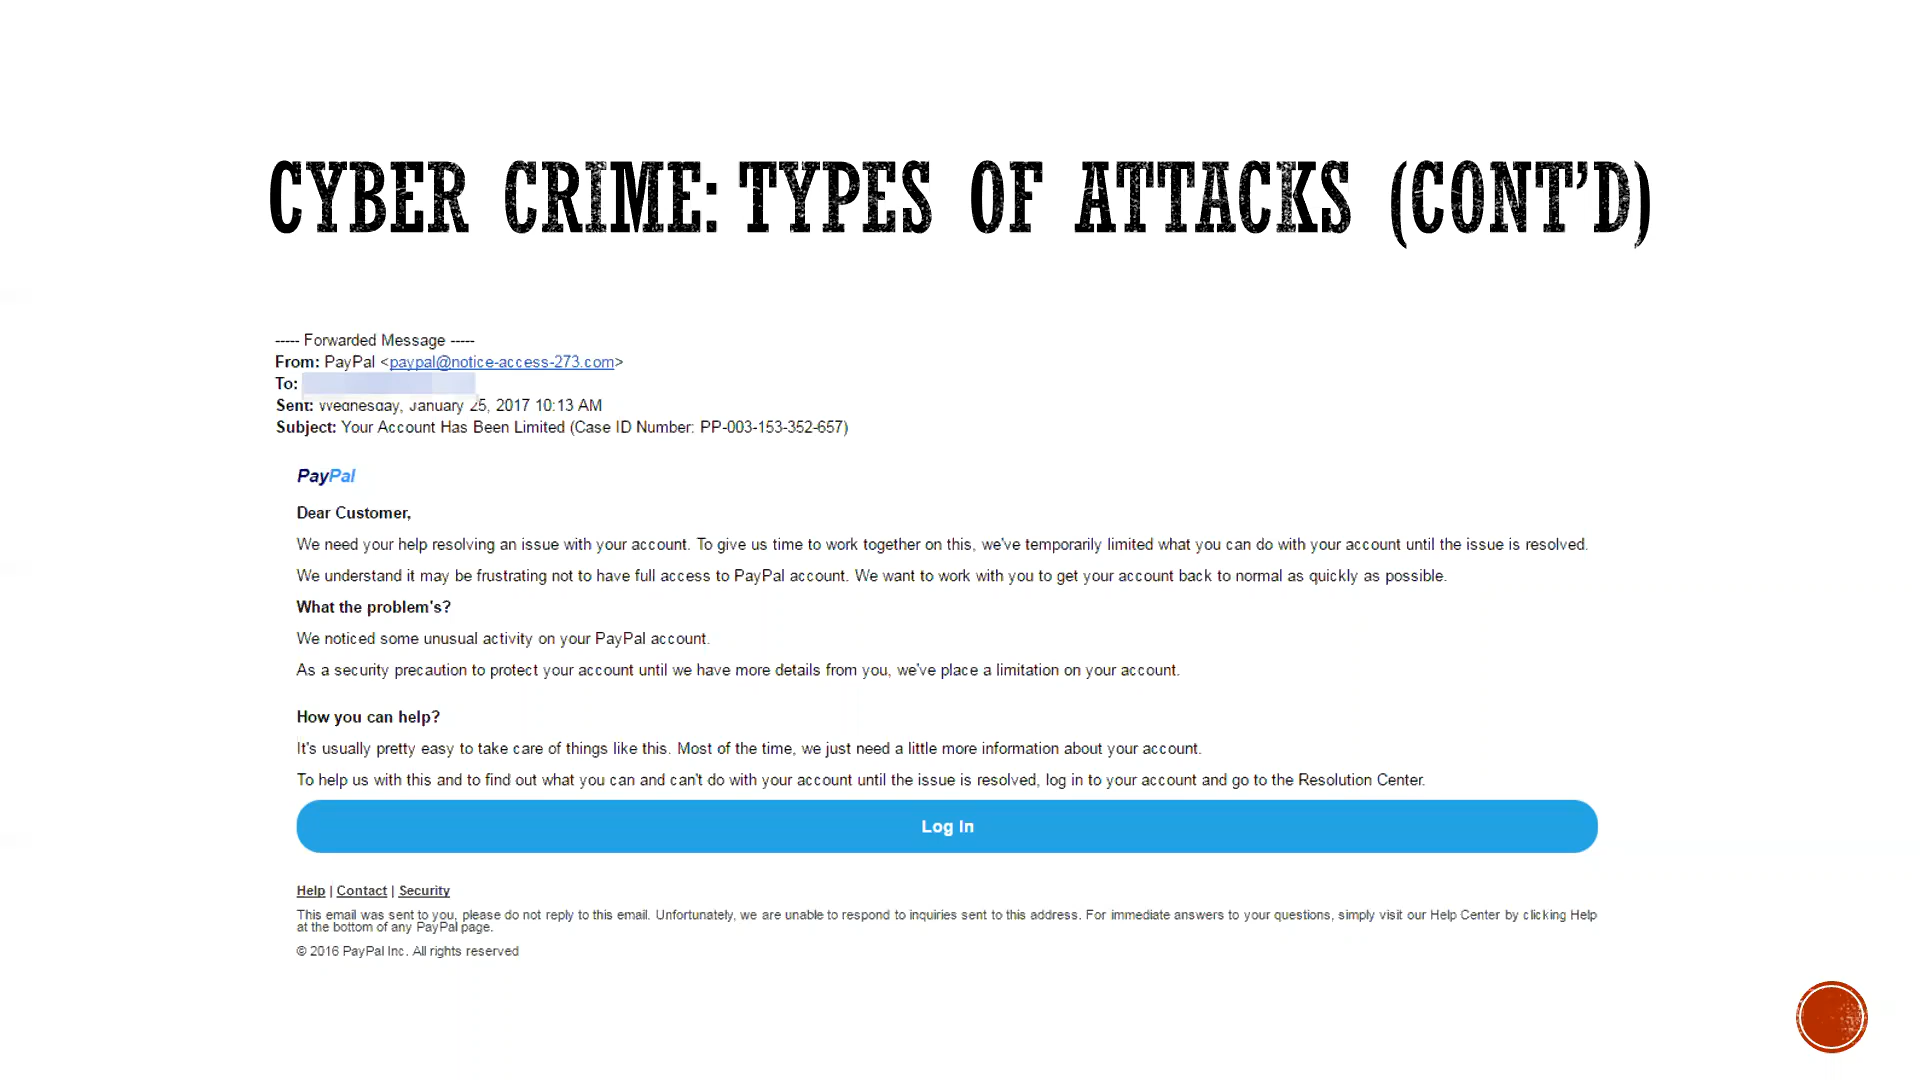 CYBER CRIME: TYPES OF ATTACKS (CONT'D)
----- Forwarded Message -----
From: PayPal <paypal@notice-access-273.com>
To:
Sent: Wednesday, January 25, 2017 10:13 AM
Subject: Your Account Has Been Limited (Case ID Number: PP-003-153-352-657)
PayPal
Dear Customer,
We need your help resolving an issue with your account. To give us time to work together on this, we've temporarily limited what you can do with your account until the issue is resolved.
We understand it may be frustrating not to have full access to PayPal account. We want to work with you to get your account back to normal as quickly as possible.
What the problem's?
We noticed some unusual activity on your PayPal account.
As a security precaution to protect your account until we have more details from you, we've place a limitation on your account.
How you can help?
It's usually pretty easy to take care of things like this. Most of the time, we just need a little more information about your account.
To help us with this and to find out what you can and can't do with your account until the issue is resolved, log in to your account and go to the Resolution Center.
Log In
Help | Contact | Security
This email was sent to you, please do not reply to this email. Unfortunately, we are unable to respond to inquiries sent to this address. For immediate answers to your questions, simply visit our Help Center by clicking Help
at the bottom of any PayPal page.
© 2016 PayPal Inc. All rights reserved